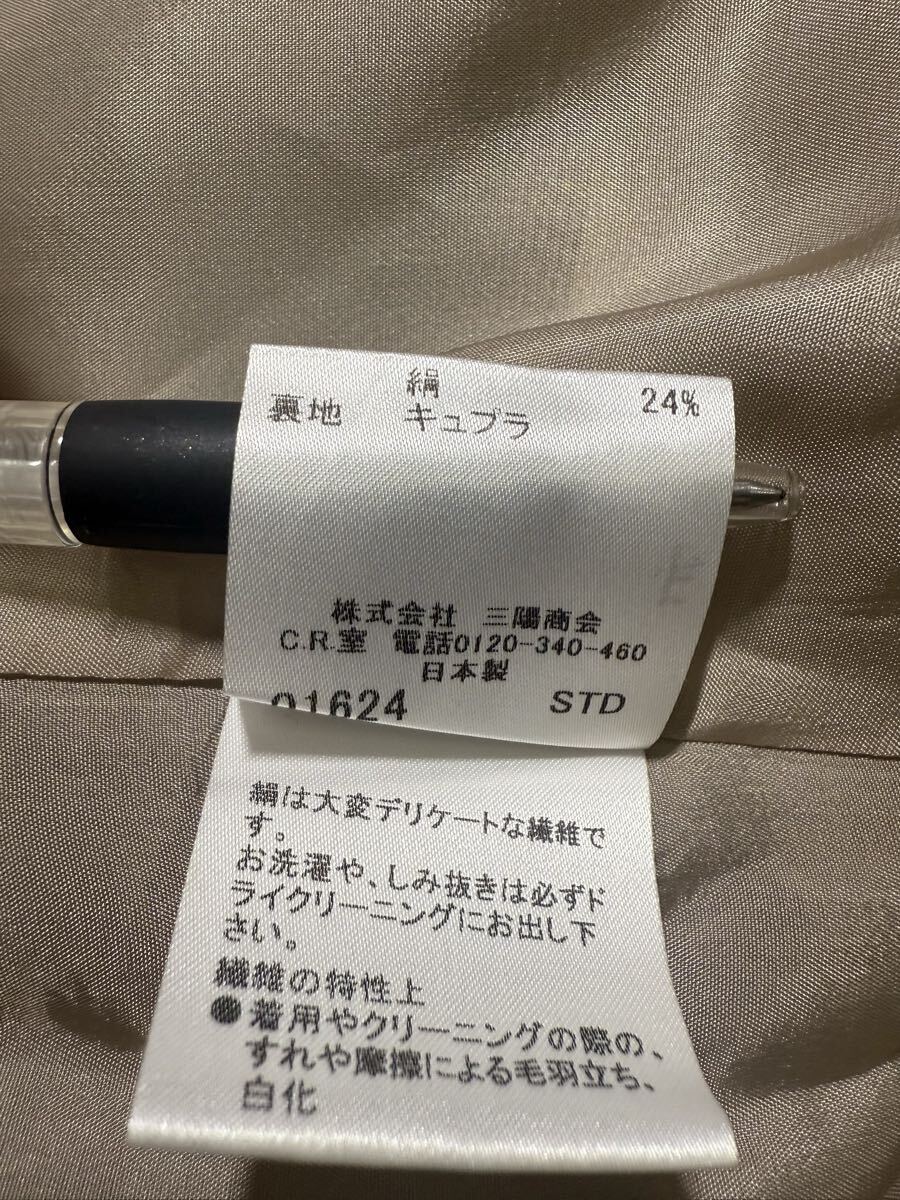 絹 24%
裏地 キュプラ
株式会社 三陽商会
C.R.室 電話0120-340-460
日本製
01624 STD
絹は大変デリケートな繊維で
す。
お洗濯や、しみ抜きは必ずド
ライクリーニングにお出し下
さい。
繊維の特性上
●着用やクリーニングの際の、
すれや摩擦による毛羽立ち、
白化